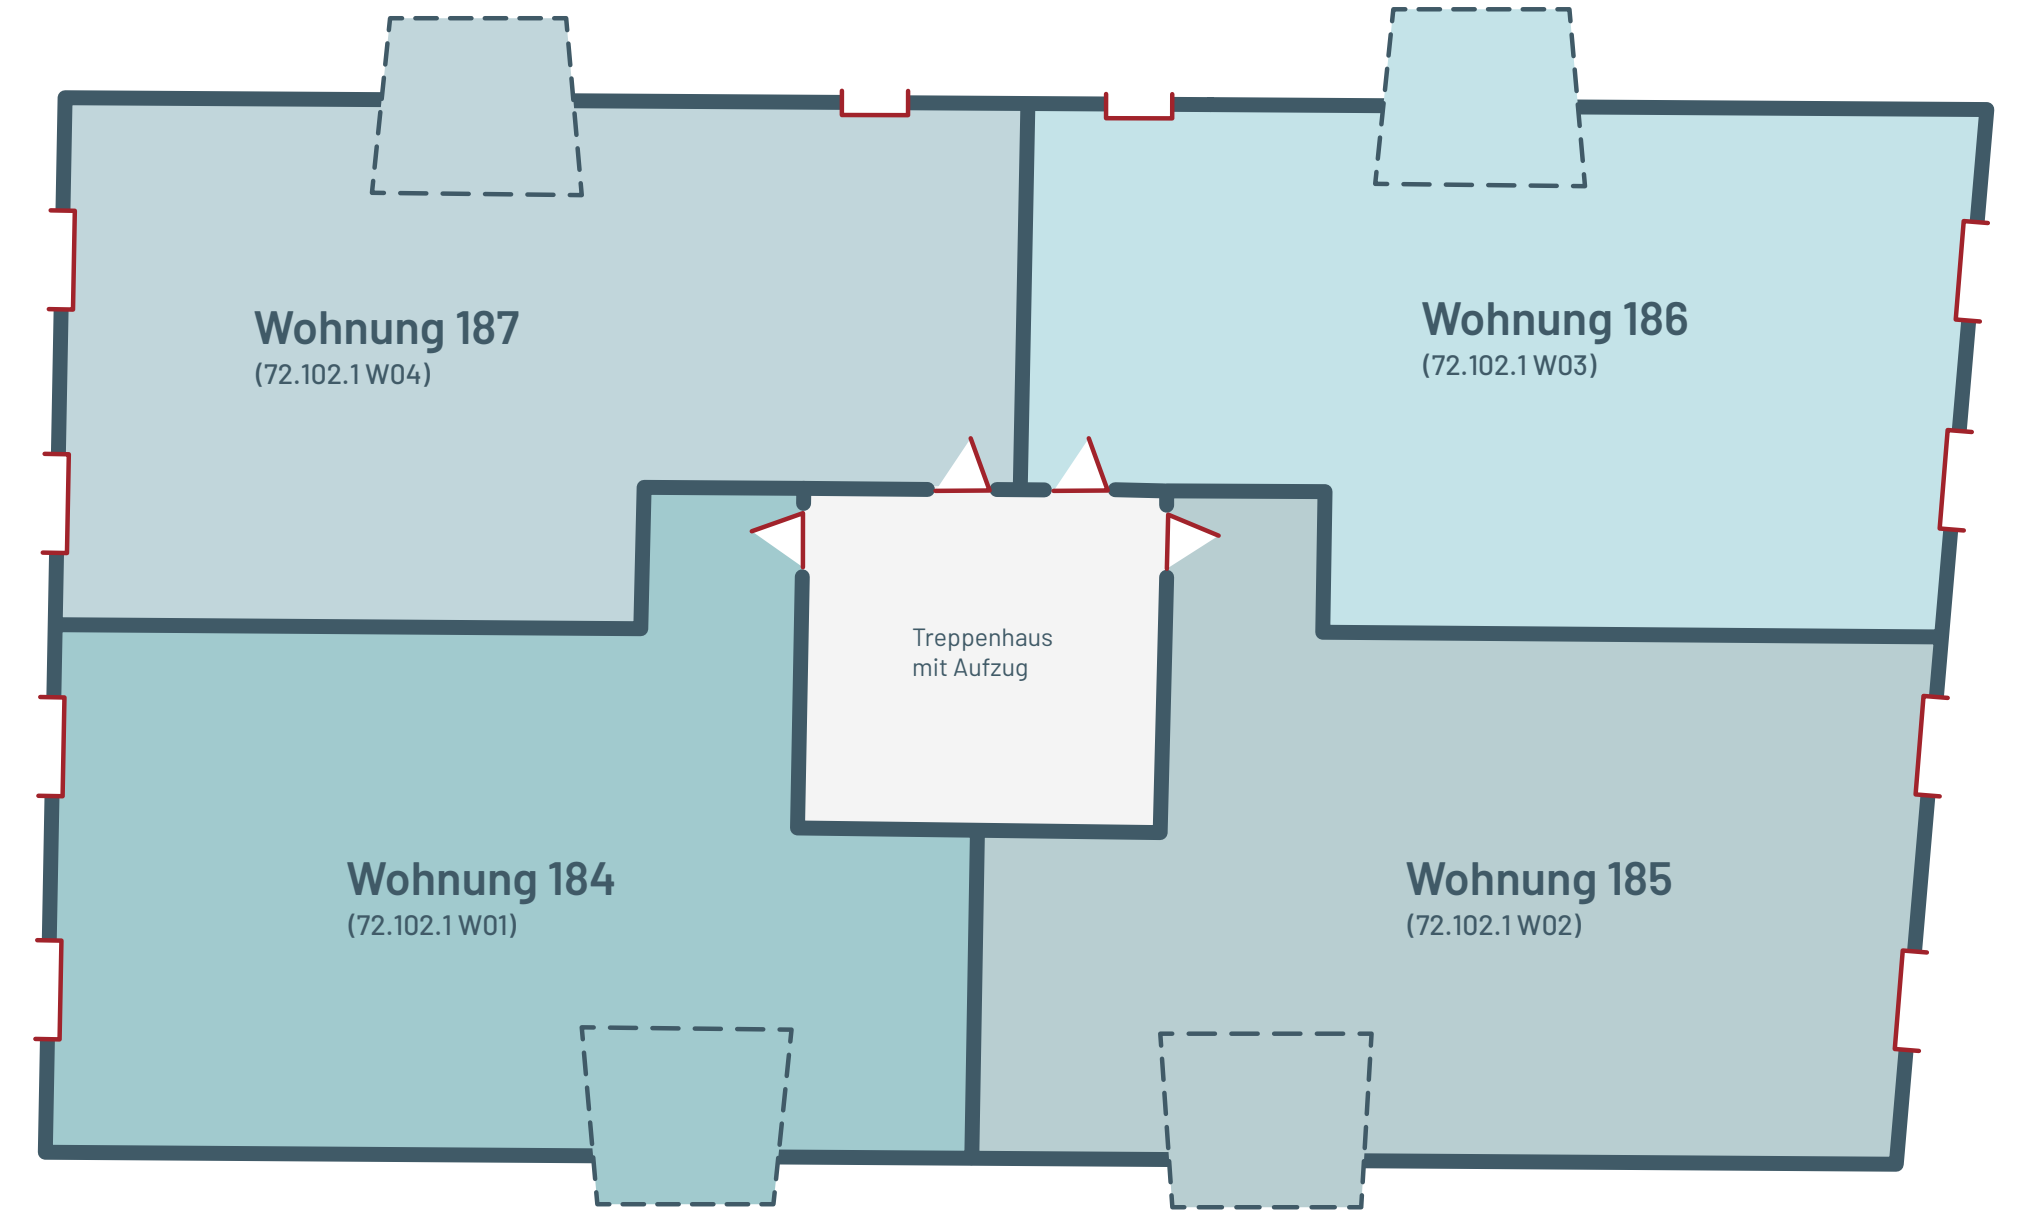 Wohnung 187
(72.102.1 W04)
Wohnung 186
(72.102.1 W03)
Treppenhaus
mit Aufzug
Wohnung 184
(72.102.1 W01)
Wohnung 185
(72.102.1 W02)